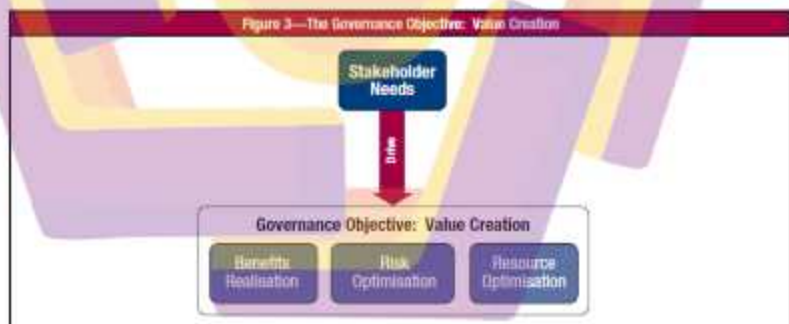 Figure 3—The Governance Objective: Value Creation
Stakeholder
Needs
Drive
Governance Objective: Value Creation
Benefits
Realisation
Risk
Optimisation
Resource
Optimisation